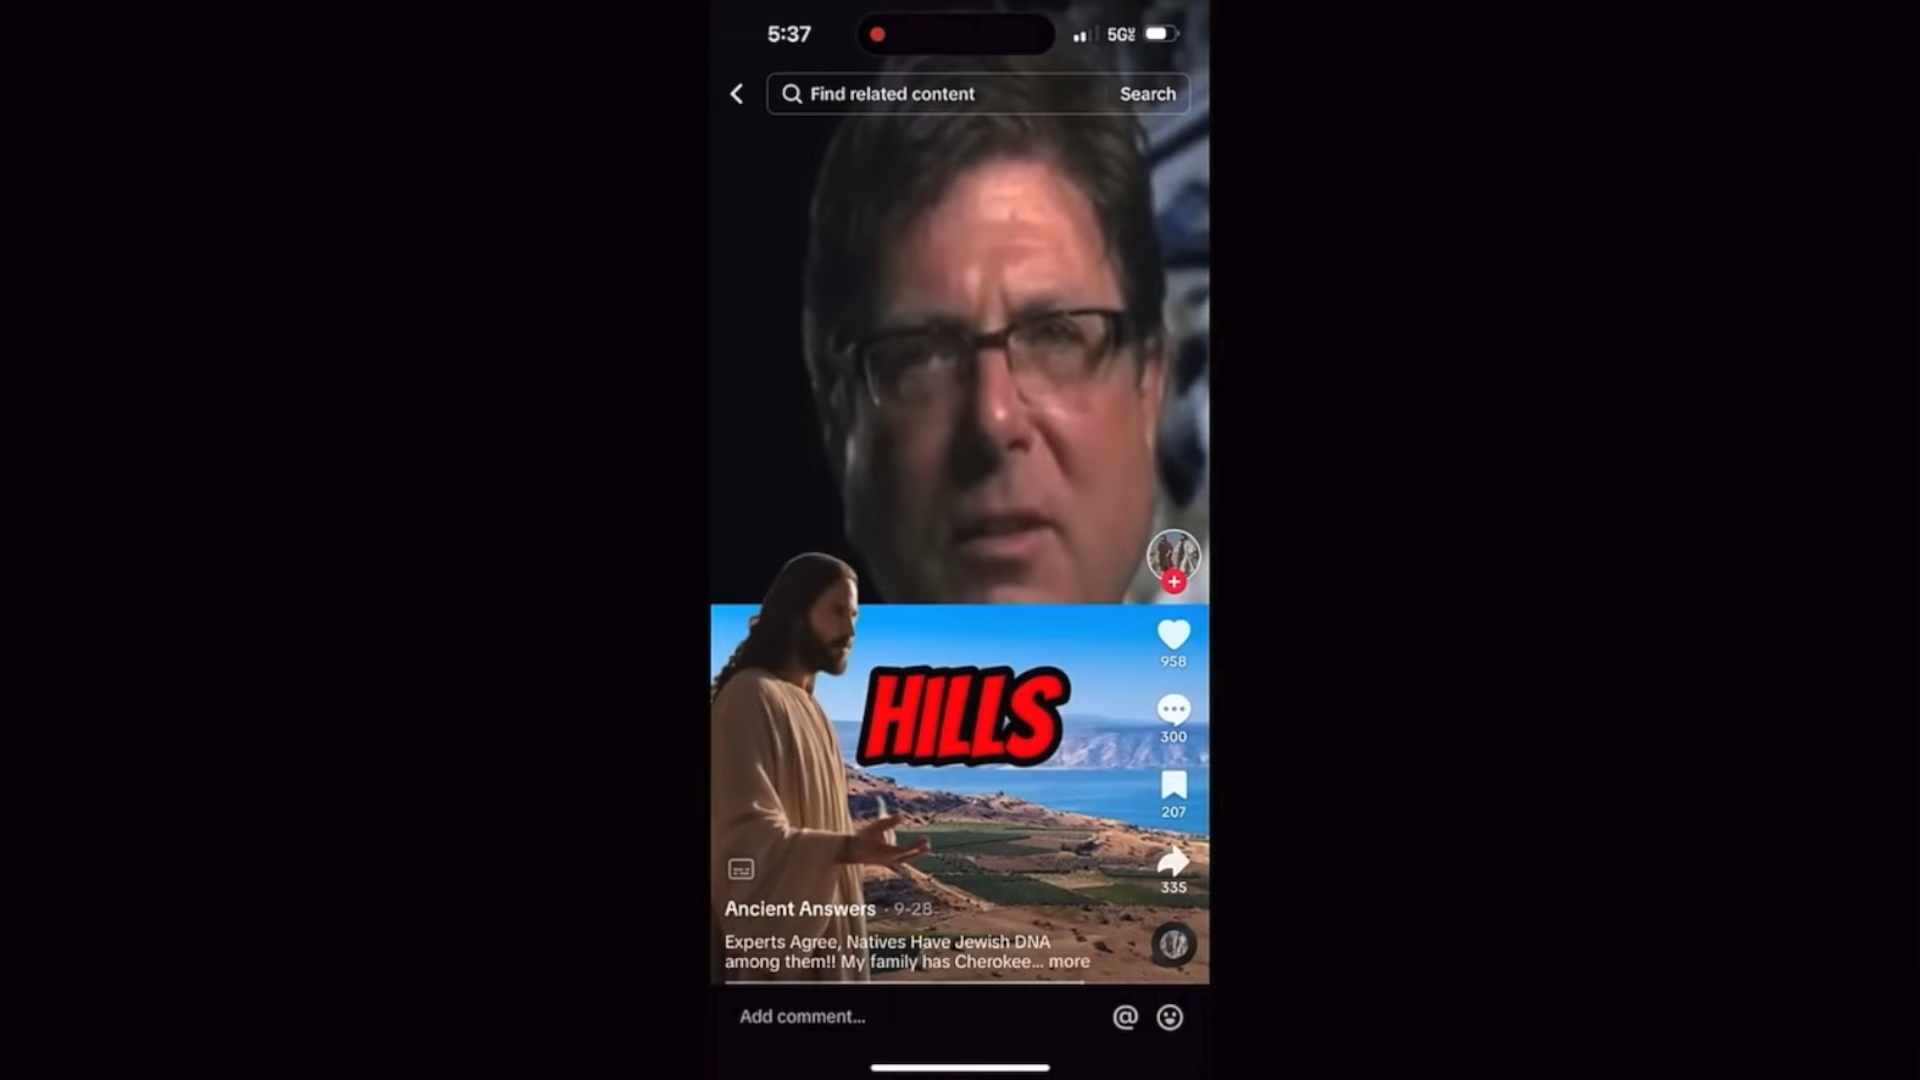 5:37
5GUC
Find related content
Search
HILLS
958
300
207
335
Ancient Answers · 9-28
Experts Agree, Natives Have Jewish DNA
among them!! My family has Cherokee... more
Add comment...